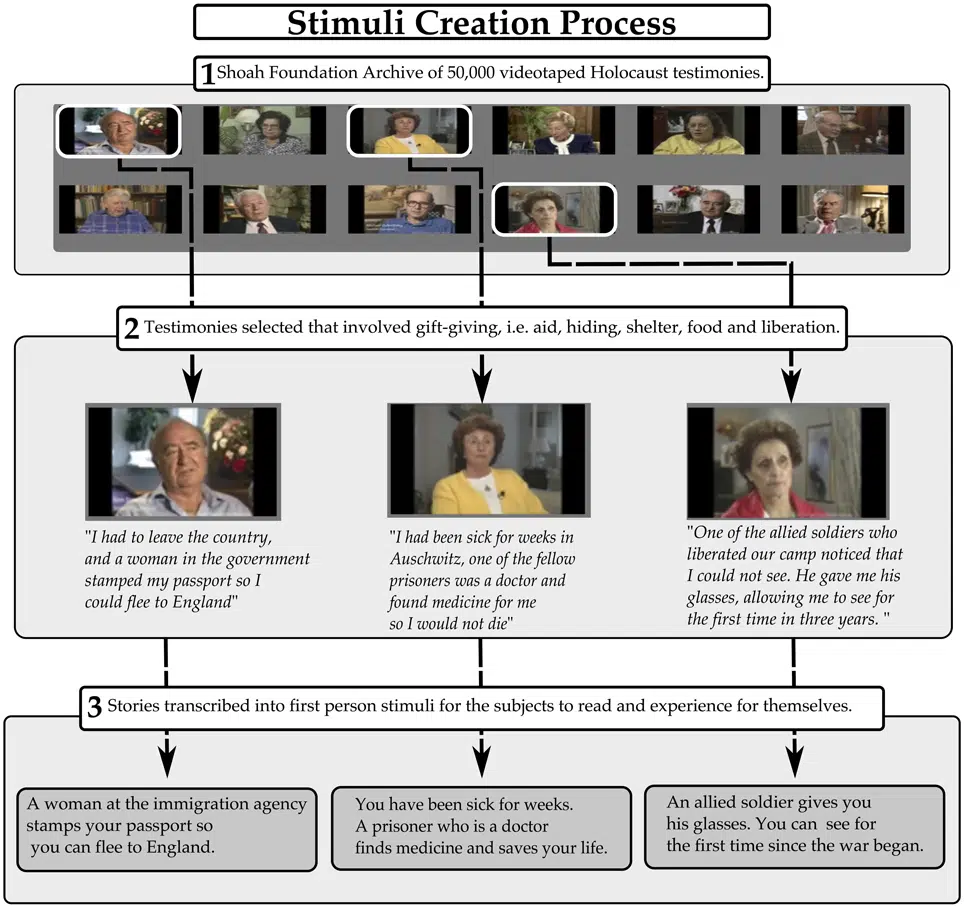 Stimuli Creation Process
1 Shoah Foundation Archive of 50,000 videotaped Holocaust testimonies.
2 Testimonies selected that involved gift-giving, i.e. aid, hiding, shelter, food and liberation.
"I had to leave the country,
and a woman in the government
stamped my passport so I
could flee to England"
"I had been sick for weeks in
Auschwitz, one of the fellow
prisoners was a doctor and
found medicine for me
so I would not die"
"One of the allied soldiers who
liberated our camp noticed that
I could not see. He gave me his
glasses, allowing me to see for
the first time in three years. "
3 Stories transcribed into first person stimuli for the subjects to read and experience for themselves.
A woman at the immigration agency
stamps your passport so
you can flee to England.
You have been sick for weeks.
A prisoner who is a doctor
finds medicine and saves your life.
An allied soldier gives you
his glasses. You can see for
the first time since the war began.